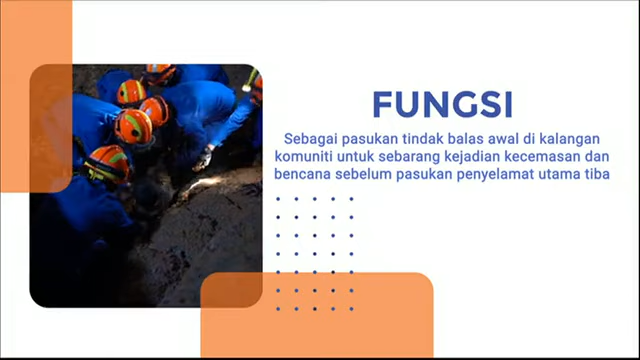 FUNGSI
Sebagai pasukan tindak balas awal di kalangan
komuniti untuk sebarang kejadian kecemasan dan
bencana sebelum pasukan penyelamat utama tiba